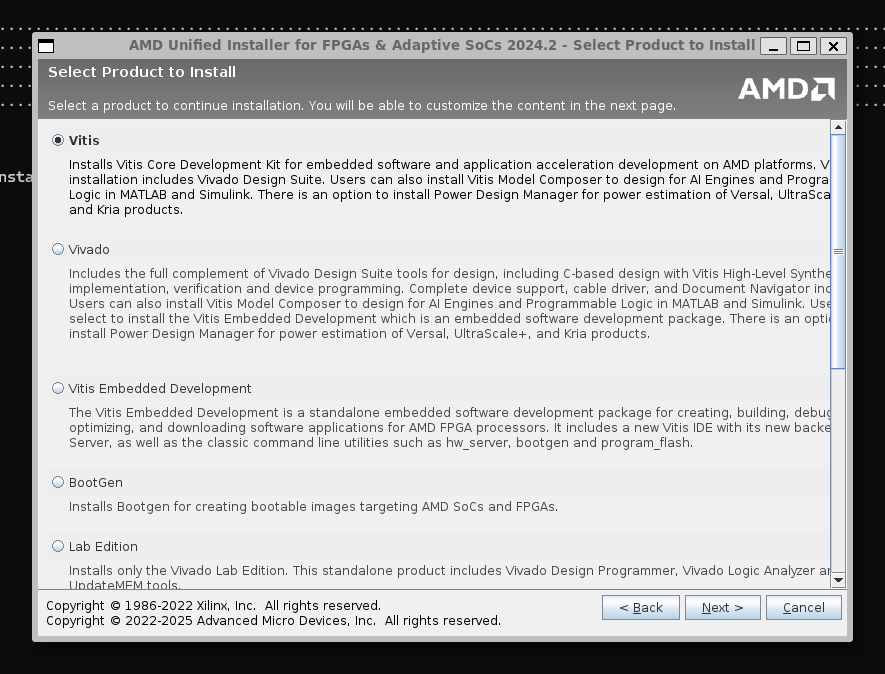 AMD Unified Installer for FPGAs & Adaptive SoCs 2024.2 - Select Product to Install
Select Product to Install
AMD
Select a product to continue installation. You will be able to customize the content in the next page.
nsta
Vitis
Installs Vitis Core Development Kit for embedded software and application acceleration development on AMD platforms. V
installation includes Vivado Design Suite. Users can also install Vitis Model Composer to design for AI Engines and Progra
Logic in MATLAB and Simulink. There is an option to install Power Design Manager for power estimation of Versal, UltraSca
and Kria products.
Vivado
Includes the full complement of Vivado Design Suite tools for design, including C-based design with Vitis High-Level Synthe
implementation, verification and device programming. Complete device support, cable driver, and Document Navigator inc
Users can also install Vitis Model Composer to design for AI Engines and Programmable Logic in MATLAB and Simulink. Use
select to install the Vitis Embedded Development which is an embedded software development package. There is an opti
install Power Design Manager for power estimation of Versal, UltraScale+, and Kria products.
Vitis Embedded Development
The Vitis Embedded Development is a standalone embedded software development package for creating, building, debug
optimizing, and downloading software applications for AMD FPGA processors. It includes a new Vitis IDE with its new backe
Server, as well as the classic command line utilities such as hw_server, bootgen and program_flash.
BootGen
Installs Bootgen for creating bootable images targeting AMD SoCs and FPGAs.
Lab Edition
Installs only the Vivado Lab Edition. This standalone product includes Vivado Design Programmer, Vivado Logic Analyzer an
UpdateMEM tools.
Copyright © 1986-2022 Xilinx, Inc. All rights reserved.
Copyright © 2022-2025 Advanced Micro Devices, Inc. All rights reserved.
< Back
Next >
Cancel